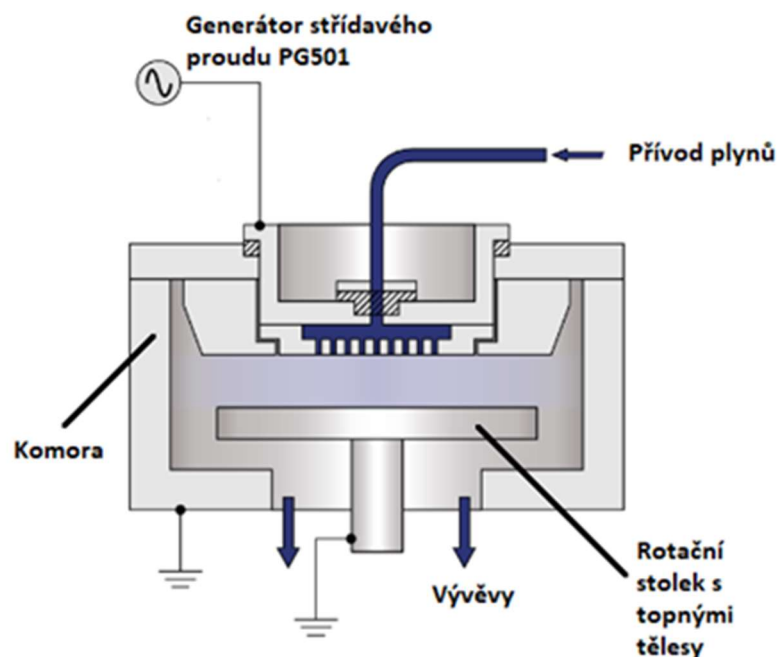 Generátor střídavého
proudu PG501
Přívod plynů
Komora
Vývěvy
Rotační
stolek s
topnými
tělesy